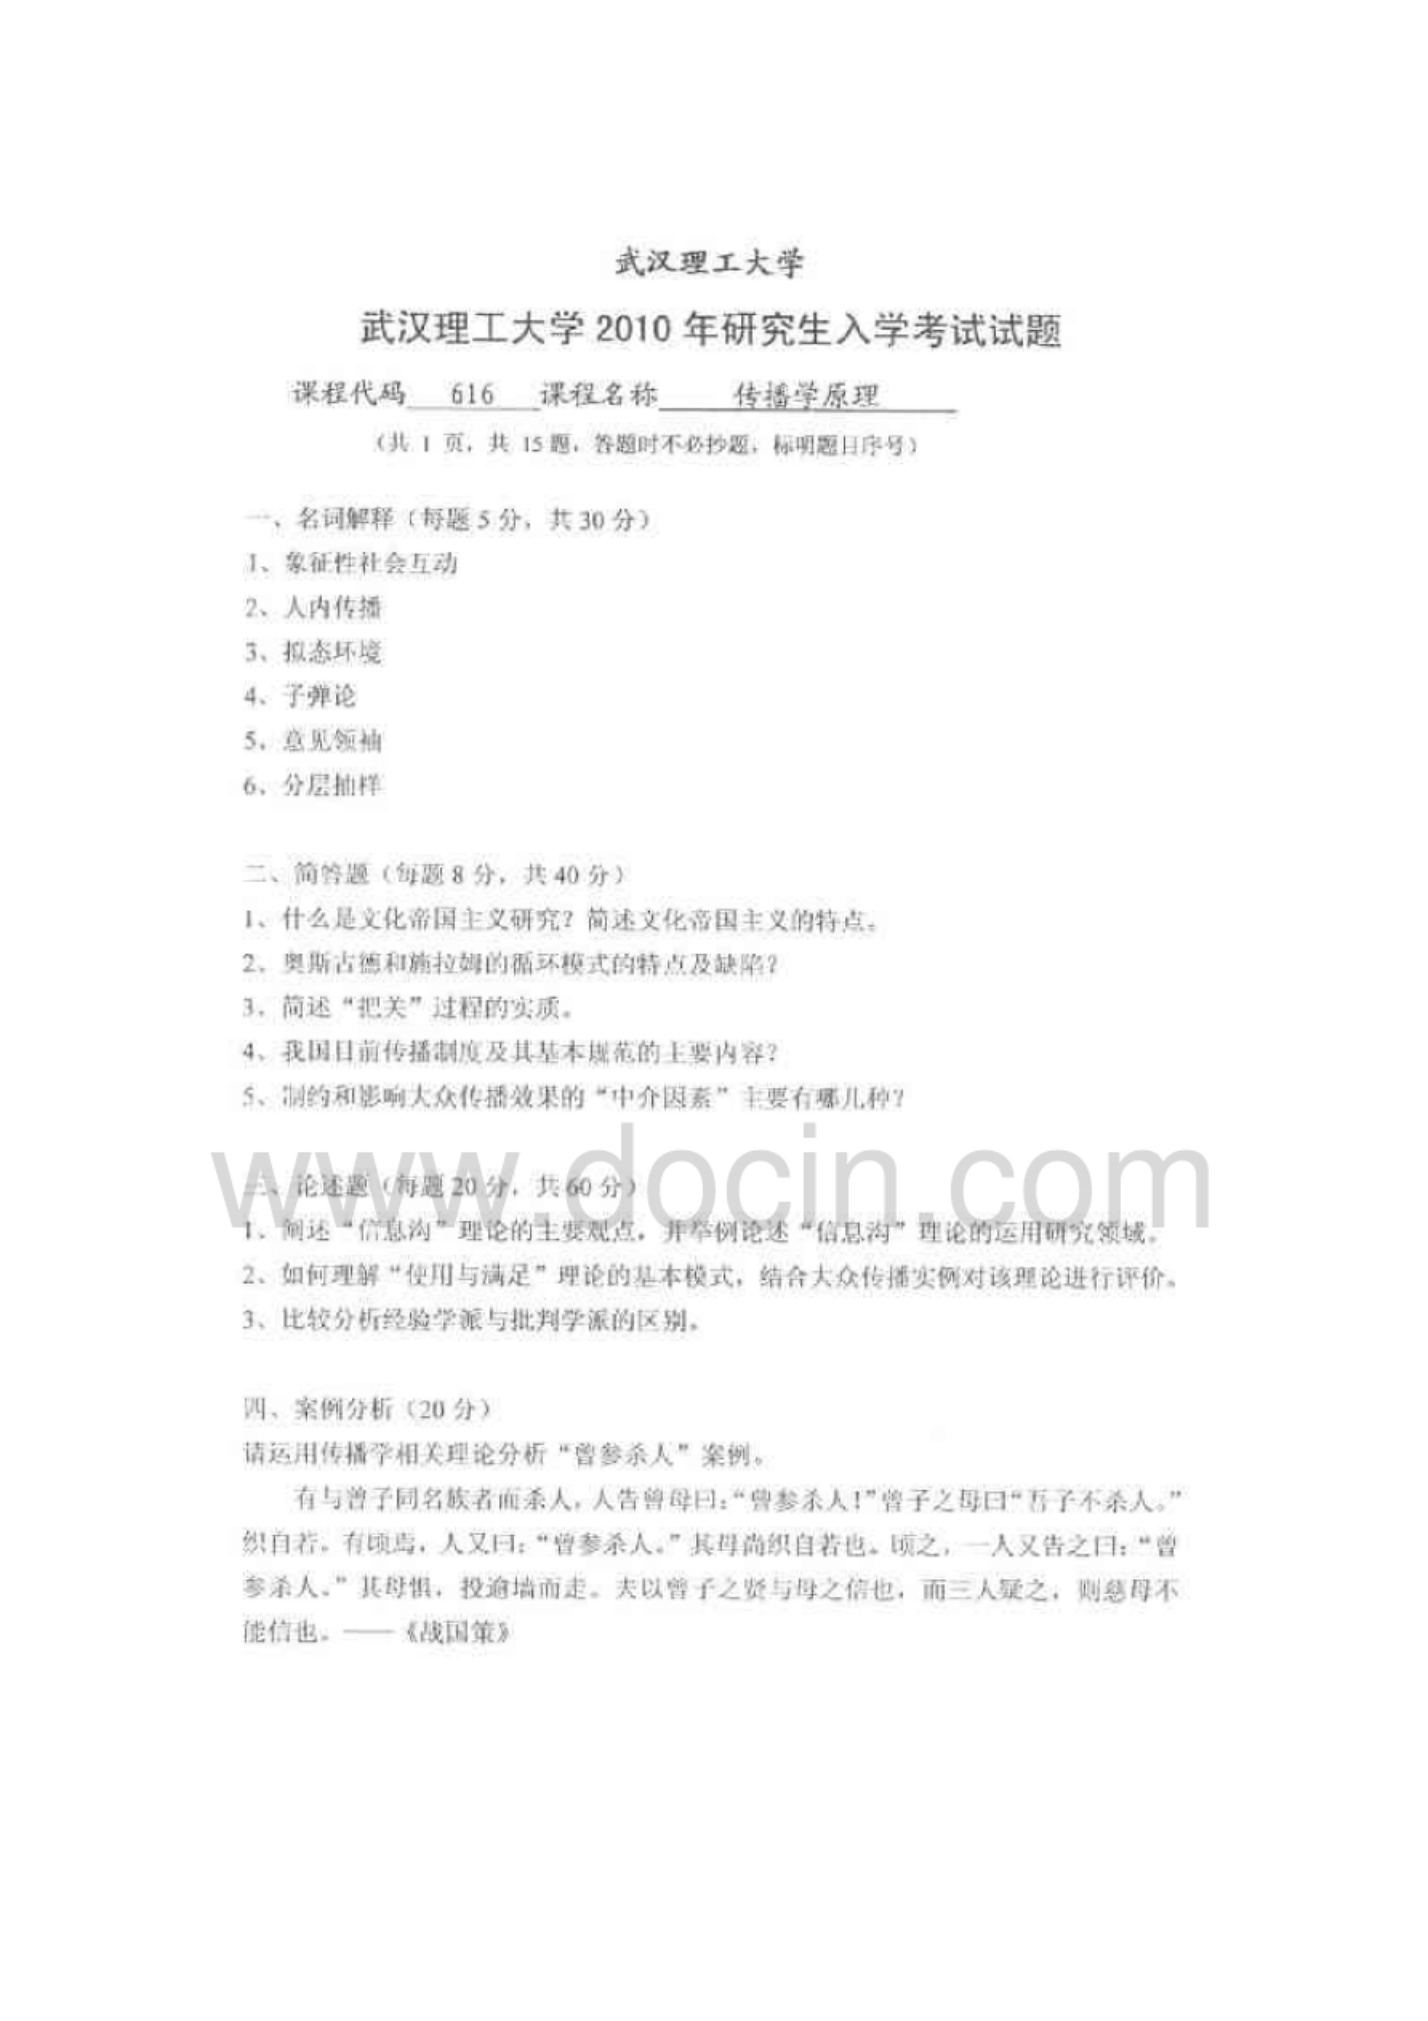 武汉理工大学
武汉理工大学 2010 年研究生入学考试试题
课程代码 616 课程名称 传播学原理
（共 1 页，共 15 题，答题时不必抄题，标明题目序号）
一、名词解释（每题 5 分，共 30 分）
1、象征性社会互动
2、人内传播
3、拟态环境
4、子弹论
5、意见领袖
6、分层抽样
二、简答题（每题 8 分，共 40 分）
1、什么是文化帝国主义研究？简述文化帝国主义的特点。
2、奥斯古德和施拉姆的循环模式的特点及缺陷？
3、简述“把关”过程的实质。
4、我国目前传播制度及其基本规范的主要内容？
5、制约和影响大众传播效果的“中介因素”主要有哪几种？
www.docin.com
三、论述题（每题 20 分，共 60 分）
1、阐述“信息沟”理论的主要观点，并举例论述“信息沟”理论的运用研究领域。
2、如何理解“使用与满足”理论的基本模式，结合大众传播实例对该理论进行评价。
3、比较分析经验学派与批判学派的区别。
四、案例分析（20 分）
请运用传播学相关理论分析“曾参杀人”案例。
有与曾子同名族者而杀人，人告曾母曰：“曾参杀人！”曾子之母曰“吾子不杀人。”
织自若。有顷焉，人又曰：“曾参杀人。”其母尚织自若也。顷之，一人又告之曰：“曾
参杀人。”其母惧，投逾墙而走。夫以曾子之贤与母之信也，而三人疑之，则慈母不
能信也。——《战国策》